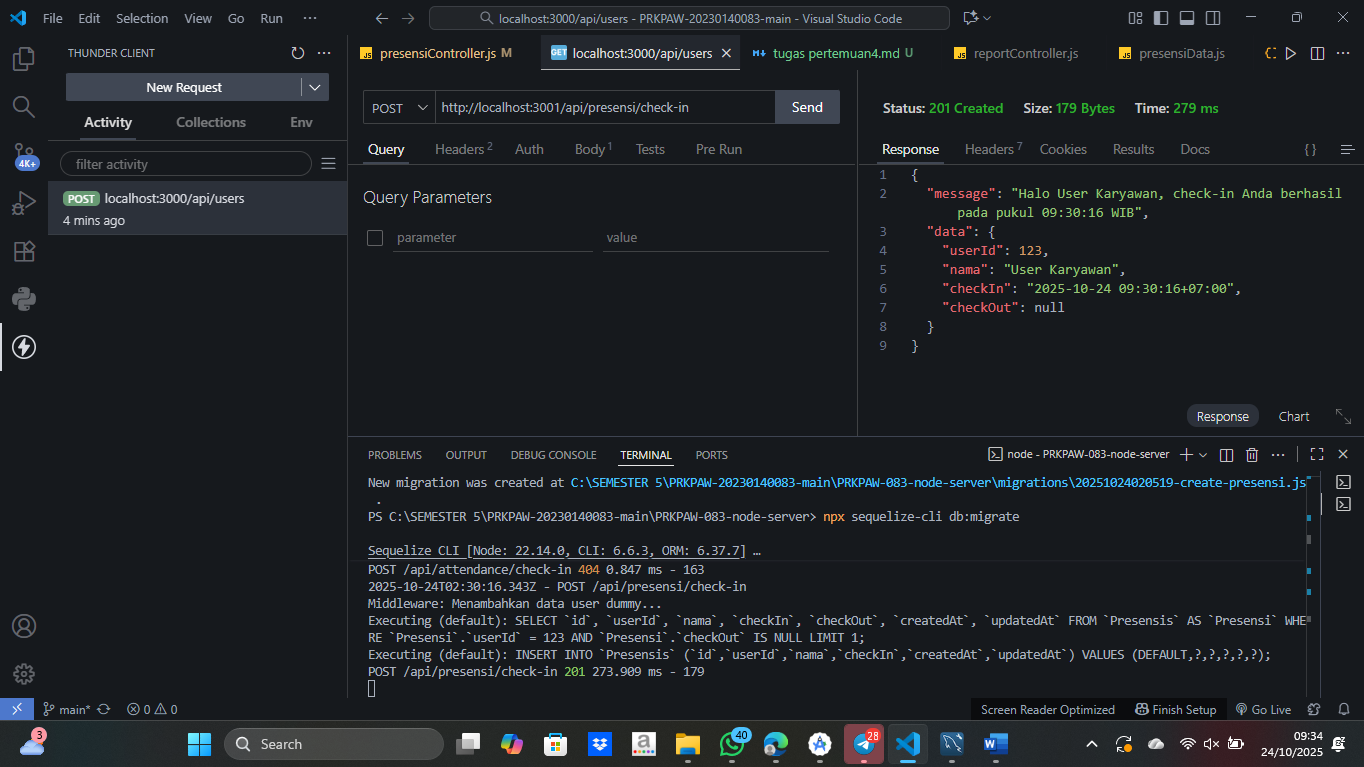 File Edit Selection View Go Run ···
localhost:3000/api/users - PRKPAW-20230140083-main - Visual Studio Code
THUNDER CLIENT
New Request
Activity Collections Env
filter activity
POST localhost:3000/api/users
4 mins ago
4K+
JS presensiController.js M
GET localhost:3000/api/users
tugas pertemuan4.md U
JS reportController.js
JS presensiData.js
POST http://localhost:3001/api/presensi/check-in Send
Query Headers 2 Auth Body 1 Tests Pre Run
Query Parameters
parameter value
Status: 201 Created Size: 179 Bytes Time: 279 ms
Response Headers 7 Cookies Results Docs { }
1 {
2 "message": "Halo User Karyawan, check-in Anda berhasil
pada pukul 09:30:16 WIB",
3 "data": {
4 "userId": 123,
5 "nama": "User Karyawan",
6 "checkIn": "2025-10-24 09:30:16+07:00",
7 "checkOut": null
8 }
9 }
Response Chart
PROBLEMS OUTPUT DEBUG CONSOLE TERMINAL PORTS
node - PRKPAW-083-node-server
New migration was created at C:\SEMESTER 5\PRKPAW-20230140083-main\PRKPAW-083-node-server\migrations\20251024020519-create-presensi.js
.
PS C:\SEMESTER 5\PRKPAW-20230140083-main\PRKPAW-083-node-server> npx sequelize-cli db:migrate
Sequelize CLI [Node: 22.14.0, CLI: 6.6.3, ORM: 6.37.7] …
POST /api/attendance/check-in 404 0.847 ms - 163
2025-10-24T02:30:16.343Z - POST /api/presensi/check-in
Middleware: Menambahkan data user dummy...
Executing (default): SELECT `id`, `userId`, `nama`, `checkIn`, `checkOut`, `createdAt`, `updatedAt` FROM `Presensis` AS `Presensi` WHE
RE `Presensi`.`userId` = 123 AND `Presensi`.`checkOut` IS NULL LIMIT 1;
Executing (default): INSERT INTO `Presensis` (`id`,`userId`,`nama`,`checkIn`,`createdAt`,`updatedAt`) VALUES (DEFAULT,?,?,?,?,?);
POST /api/presensi/check-in 201 273.909 ms - 179
main* 0 0
Screen Reader Optimized Finish Setup Go Live
3
Search
a
40
28
09:34
24/10/2025